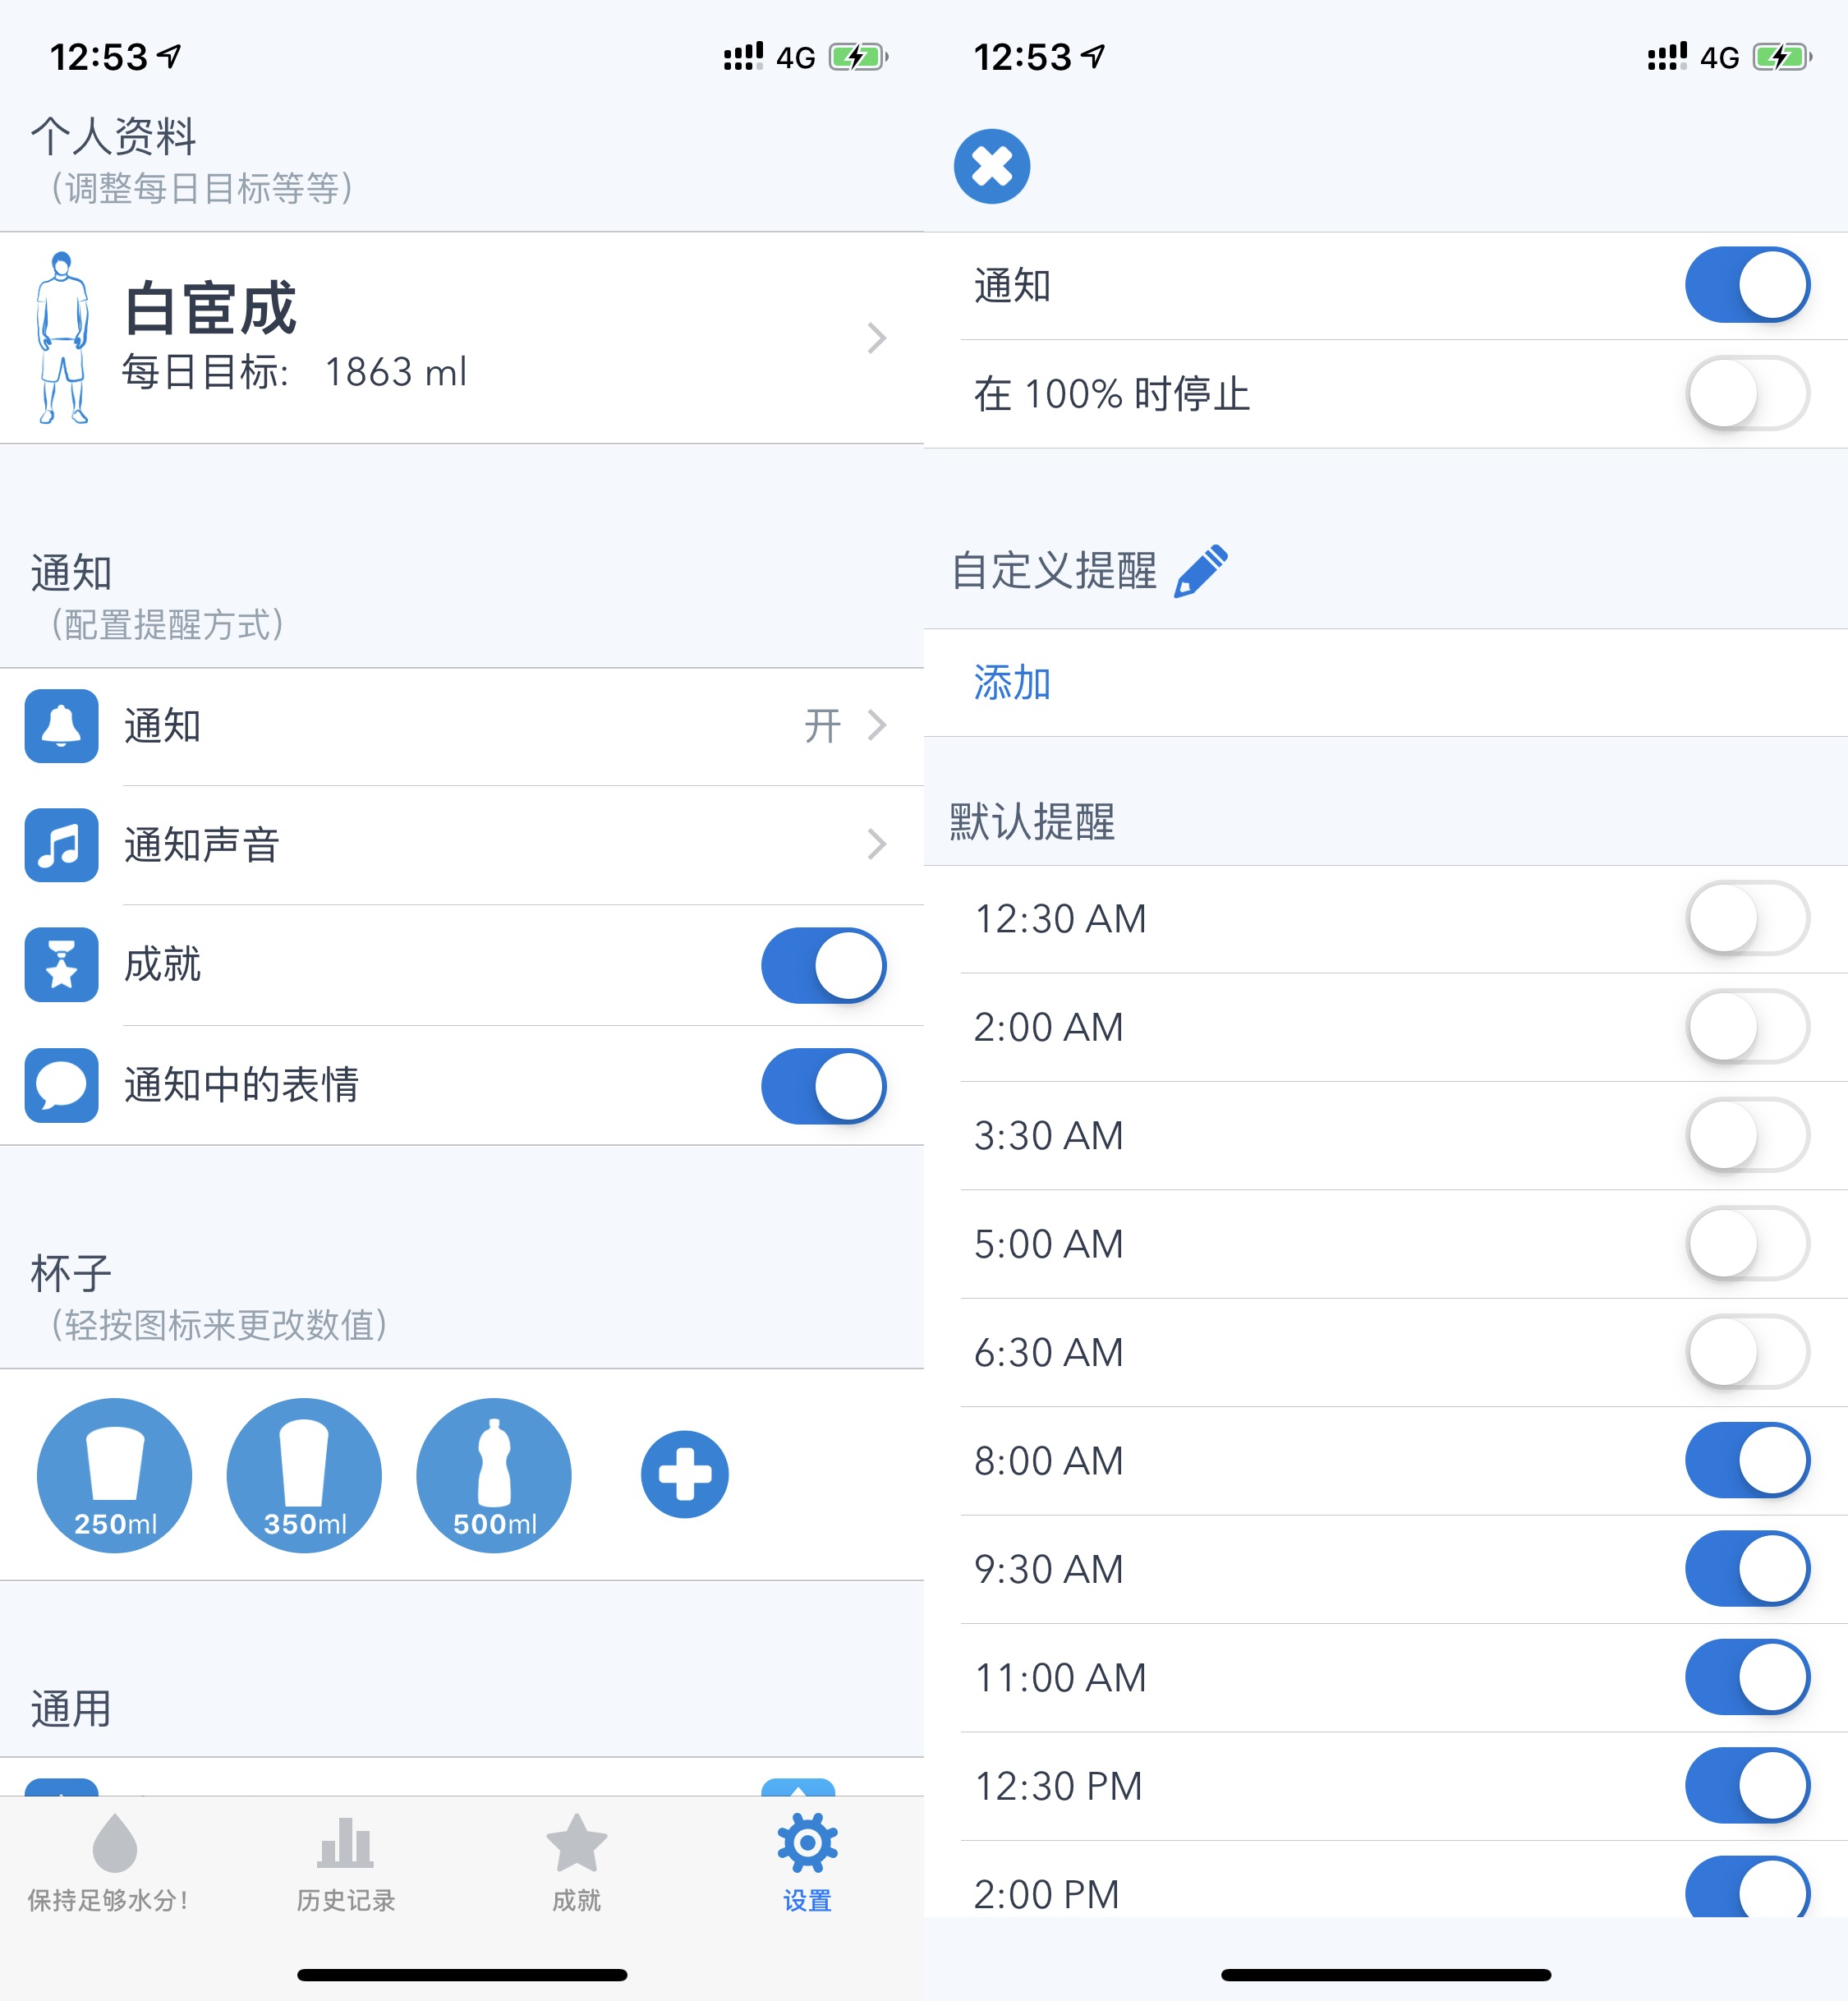 12:53
4G
个人资料
（调整每日目标等等）
白宦成
每日目标： 1863 ml
通知
（配置提醒方式）
通知 开
通知声音
成就
通知中的表情
杯子
（轻按图标来更改数值）
250ml
350ml
500ml
通用
保持足够水分！
历史记录
成就
设置
12:53
4G
通知
在 100% 时停止
自定义提醒
添加
默认提醒
12:30 AM
2:00 AM
3:30 AM
5:00 AM
6:30 AM
8:00 AM
9:30 AM
11:00 AM
12:30 PM
2:00 PM